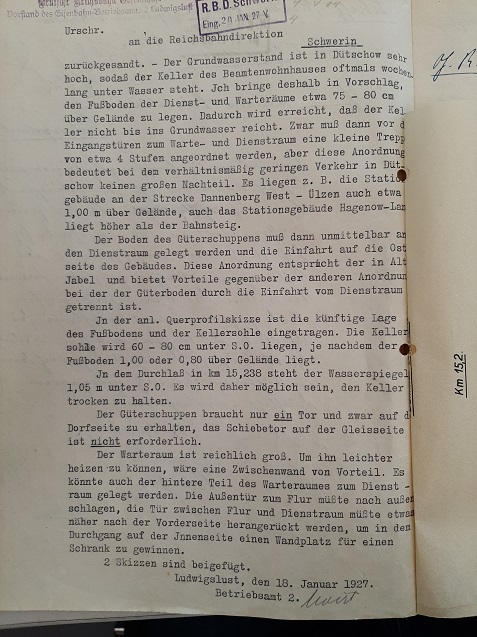 Deutsche Reichsbahn
Vorstand des Eisenbahn-Betriebsamts 2 Ludwigslust
R.B.D. Schwerin
Eing. 20 JAN. 27 V.
Urschr.
an die Reichsbahndirektion
Schwerin
zurückgesandt. - Der Grundwasserstand ist in Dütschow sehr
hoch, sodaß der Keller des Beamtenwohnhauses oftmals wochen-
lang unter Wasser steht. Jch bringe deshalb in Vorschlag,
den Fußboden der Dienst- und Warteräume etwa 75 - 80 cm
über Gelände zu legen. Dadurch wird erreicht, daß der Kel
ler nicht bis ins Grundwasser reicht. Zwar muß dann vor d
Eingangstüren zum Warte- und Dienstraum eine kleine Trepp
von etwa 4 Stufen angeordnet werden, aber diese Anordnung
bedeutet bei dem verhältnismäßig geringen Verkehr in Düt-
schow keinen großen Nachteil. Es liegen z. B. die Statio
gebäude an der Strecke Dannenberg West - Ülzen auch etwa
1,00 m über Gelände, auch das Stationsgebäude Hagenow-Lan
liegt höher als der Bahnsteig.
Der Boden des Güterschuppens muß dann unmittelbar an
den Dienstraum gelegt werden und die Einfahrt auf die Ost
seite des Gebäudes. Diese Anordnung entspricht der in Alt
Jabel und bietet Vorteile gegenüber der anderen Anordnun
bei der der Güterboden durch die Einfahrt vom Dienstraum
getrennt ist.
Jn der anl. Querprofilskizze ist die künftige Lage
des Fußbodens und der Kellersohle eingetragen. Die Keller
sohle wird 60 - 80 cm unter S.O. liegen, je nachdem der
Fußboden 1,00 oder 0,80 über Gelände liegt.
Jn dem Durchlaß in km 15,238 steht der Wasserspiegel
1,05 m unter S.O. Es wird daher möglich sein, den Keller
trocken zu halten.
Der Güterschuppen braucht nur ein Tor und zwar auf d
Dorfseite zu erhalten, das Schiebetor auf der Gleisseite
ist nicht erforderlich.
Der Warteraum ist reichlich groß. Um ihn leichter
heizen zu können, wäre eine Zwischenwand von Vorteil. Es
könnte auch der hintere Teil des Warteraumes zum Dienst -
raum gelegt werden. Die Außentür zum Flur müßte nach außen
schlagen, die Tür zwischen Flur und Dienstraum müßte etwas
näher nach der Vorderseite herangerückt werden, um in dem
Durchgang auf der Jnnenseite einen Wandplatz für einen
Schrank zu gewinnen.
2 Skizzen sind beigefügt.
Ludwigslust, den 18. Januar 1927.
Betriebsamt 2.
Km 15,2